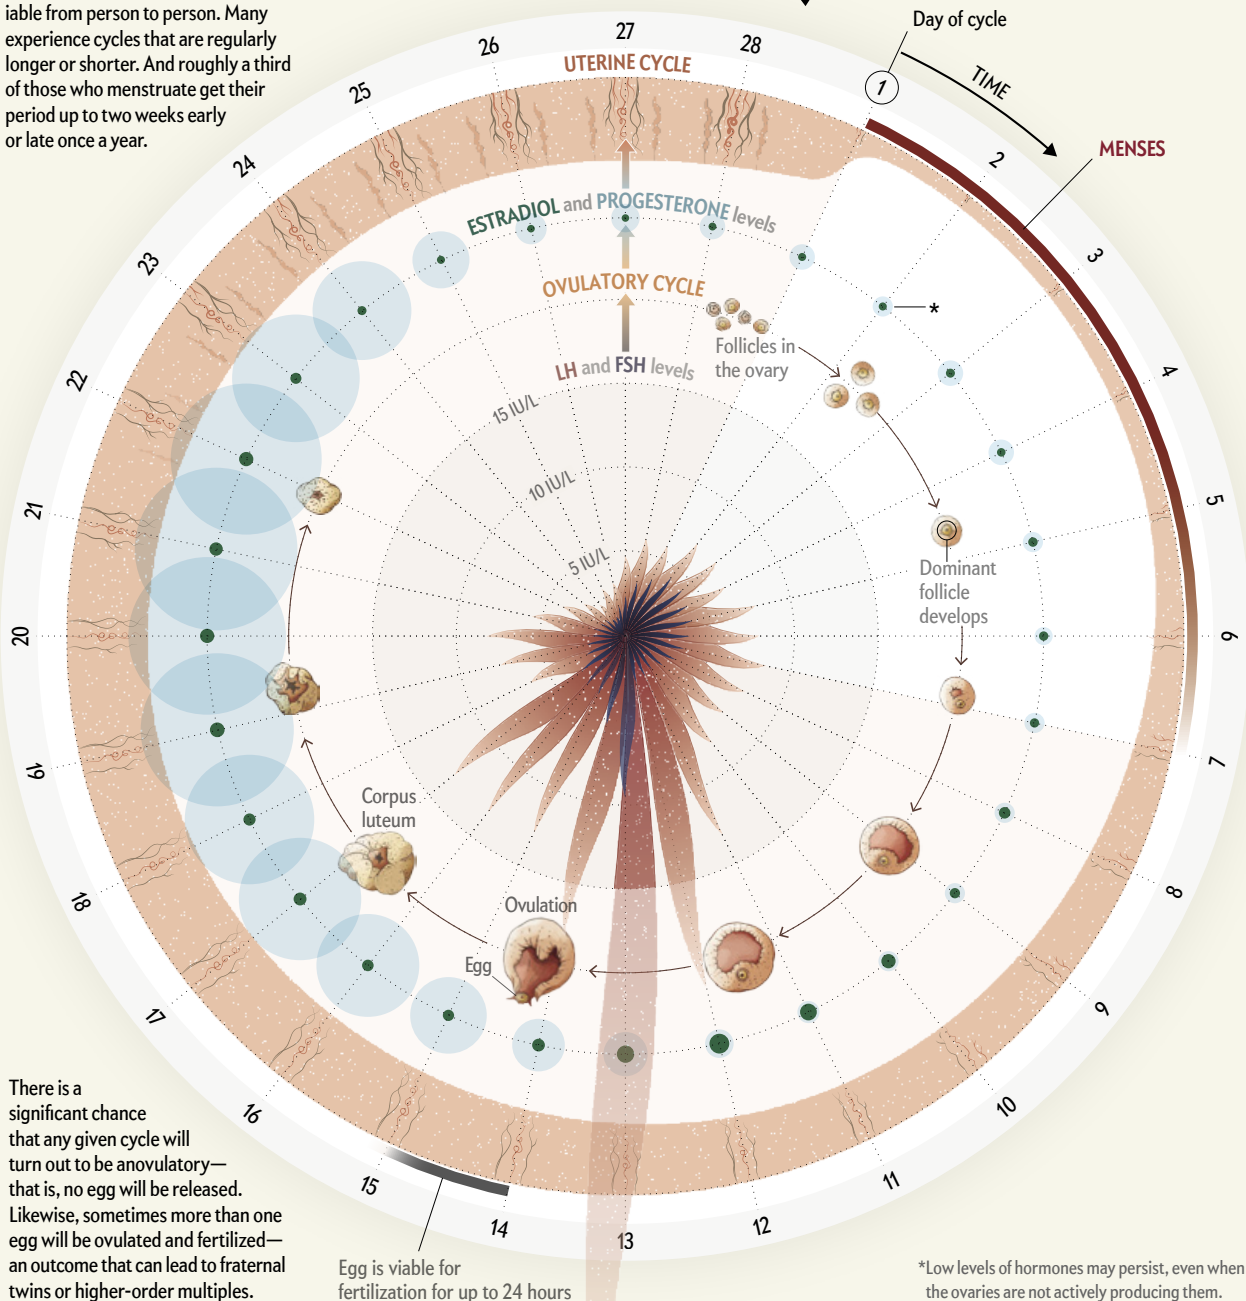 iable from person to person. Many
experience cycles that are regularly
longer or shorter. And roughly a third
of those who menstruate get their
period up to two weeks early
or late once a year.
Day of cycle
TIME
MENSES
UTERINE CYCLE
ESTRADIOL and PROGESTERONE levels
OVULATORY CYCLE
LH and FSH levels
15 IU/L
10 IU/L
5 IU/L
1
2
3
4
5
6
7
8
9
10
11
12
13
14
15
16
17
18
19
20
21
22
23
24
25
26
27
28
*
Follicles in
the ovary
Dominant
follicle
develops
Ovulation
Egg
Corpus
luteum
There is a
significant chance
that any given cycle will
turn out to be anovulatory—
that is, no egg will be released.
Likewise, sometimes more than one
egg will be ovulated and fertilized—
an outcome that can lead to fraternal
twins or higher-order multiples.
Egg is viable for
fertilization for up to 24 hours
*Low levels of hormones may persist, even when
the ovaries are not actively producing them.